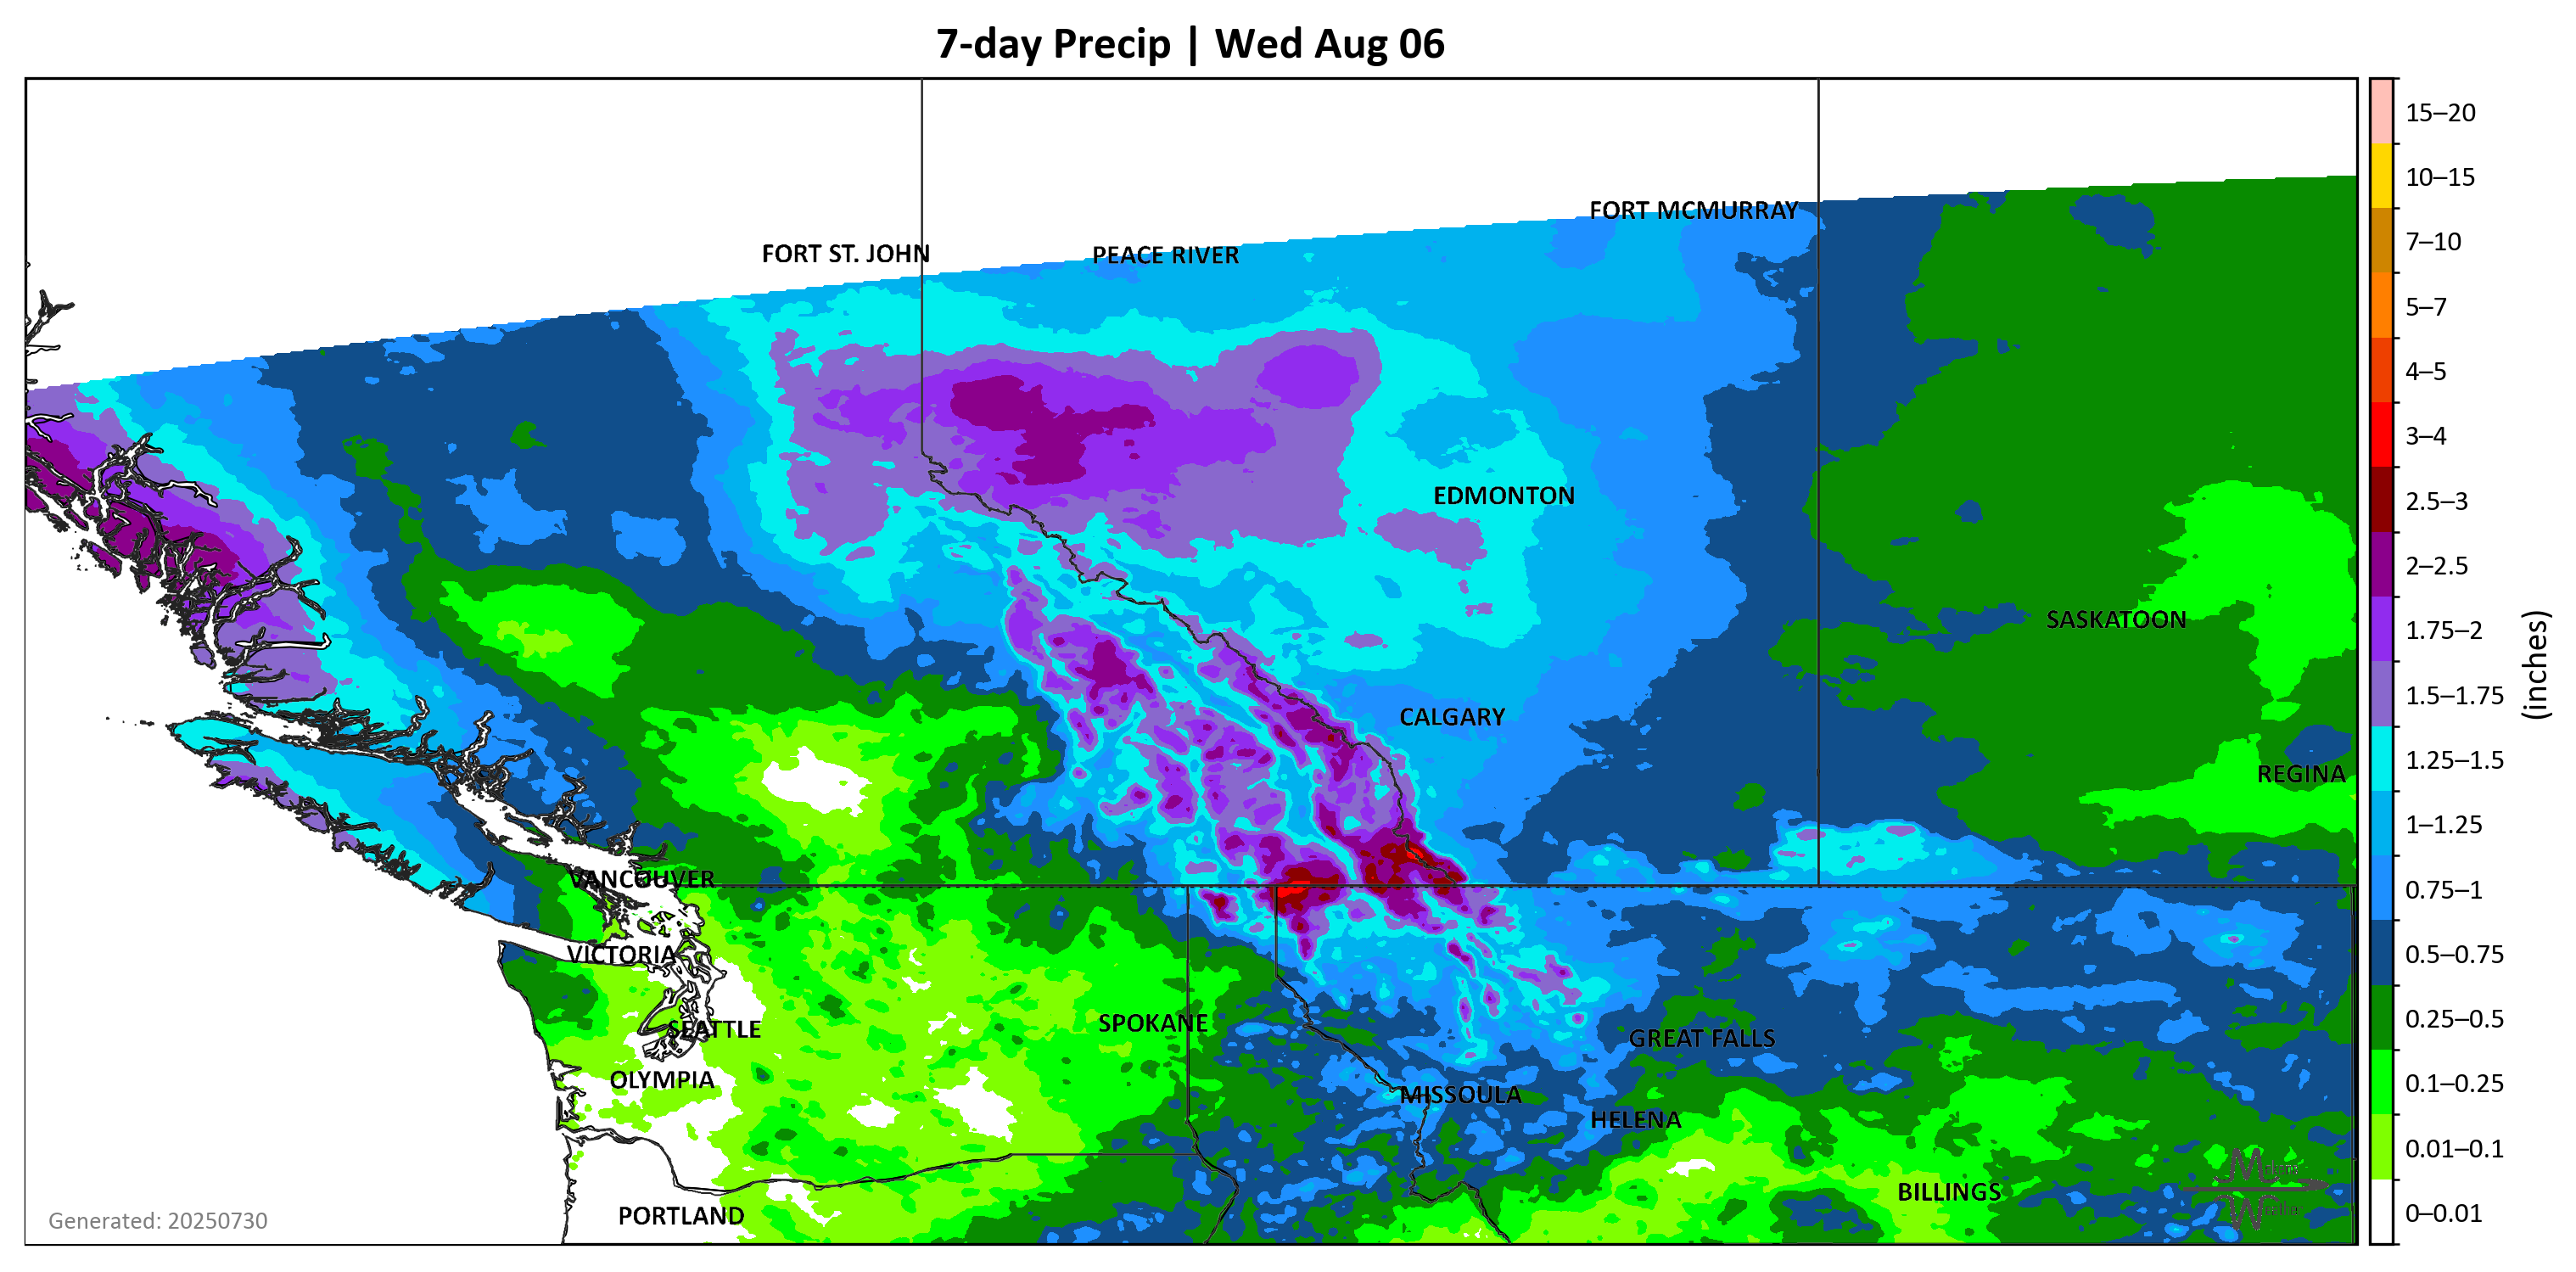 7-day Precip | Wed Aug 06
15–20
10–15
7–10
5–7
4–5
3–4
2.5–3
2–2.5
1.75–2
1.5–1.75
1.25–1.5
1–1.25
0.75–1
0.5–0.75
0.25–0.5
0.1–0.25
0.01–0.1
0–0.01
(inches)
FORT MCMURRAY
FORT ST. JOHN
PEACE RIVER
EDMONTON
SASKATOON
CALGARY
REGINA
VANCOUVER
VICTORIA
SPOKANE
SEATTLE
GREAT FALLS
OLYMPIA
MISSOULA
HELENA
BILLINGS
PORTLAND
Generated: 20250730